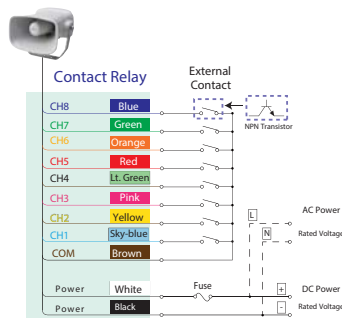 Contact Relay
External
Contact
NPN Transistor
CH8 Blue
CH7 Green
CH6 Orange
CH5 Red
CH4 Lt. Green
CH3 Pink
CH2 Yellow
CH1 Sky-blue
COM Brown
L
AC Power
N
Rated Voltage
Power White
Fuse
+
DC Power
Power Black
-
Rated Voltage